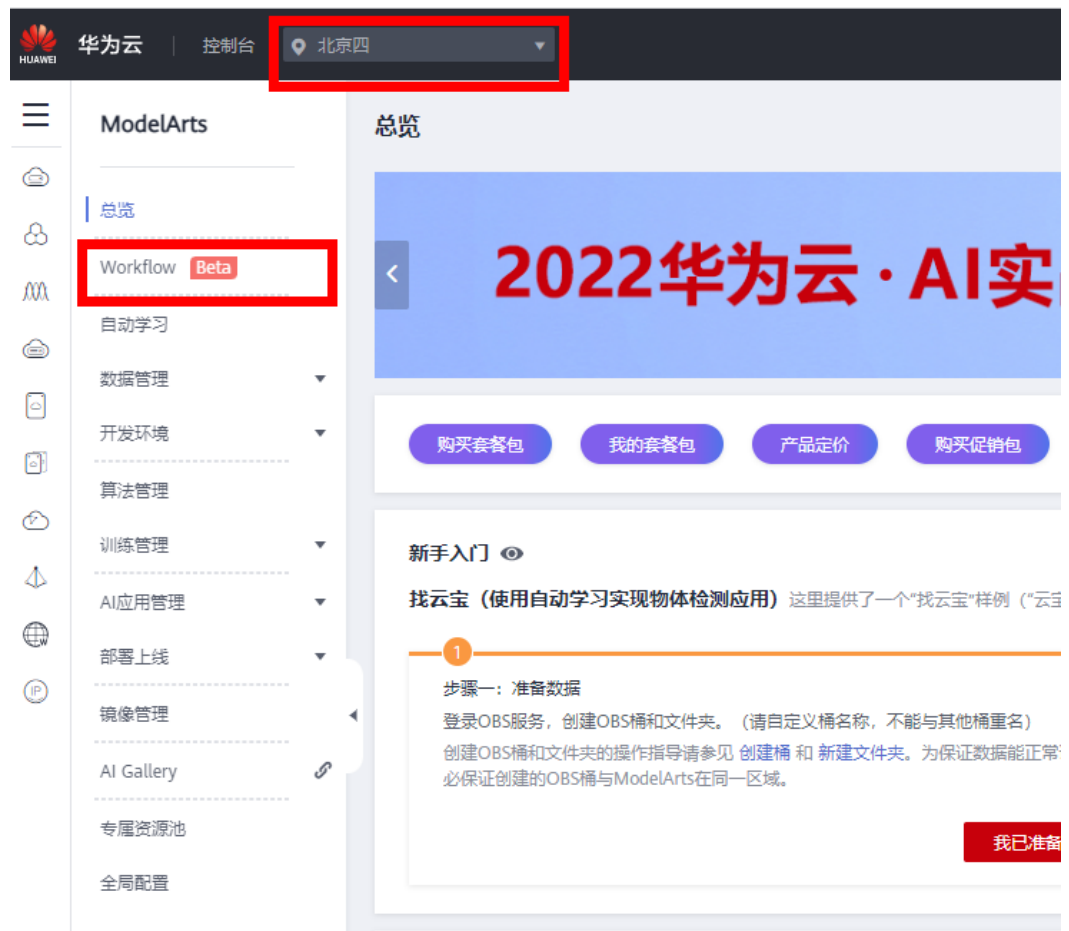 HUAWEI
华为云
控制台
北京四
ModelArts
总览
Workflow Beta
自动学习
数据管理
开发环境
算法管理
训练管理
AI应用管理
部署上线
镜像管理
AI Gallery
专属资源池
全局配置
总览
2022华为云·AI实
购买套餐包
我的套餐包
产品定价
购买促销包
新手入门
找云宝（使用自动学习实现物体检测应用） 这里提供了一个“找云宝”样例（“云宝
1
步骤一：准备数据
登录OBS服务，创建OBS桶和文件夹。（请自定义桶名称，不能与其他桶重名）
创建OBS桶和文件夹的操作指导请参见 创建桶 和 新建文件夹。为保证数据能正常
必保证创建的OBS桶与ModelArts在同一区域。
我已准备
W
IP